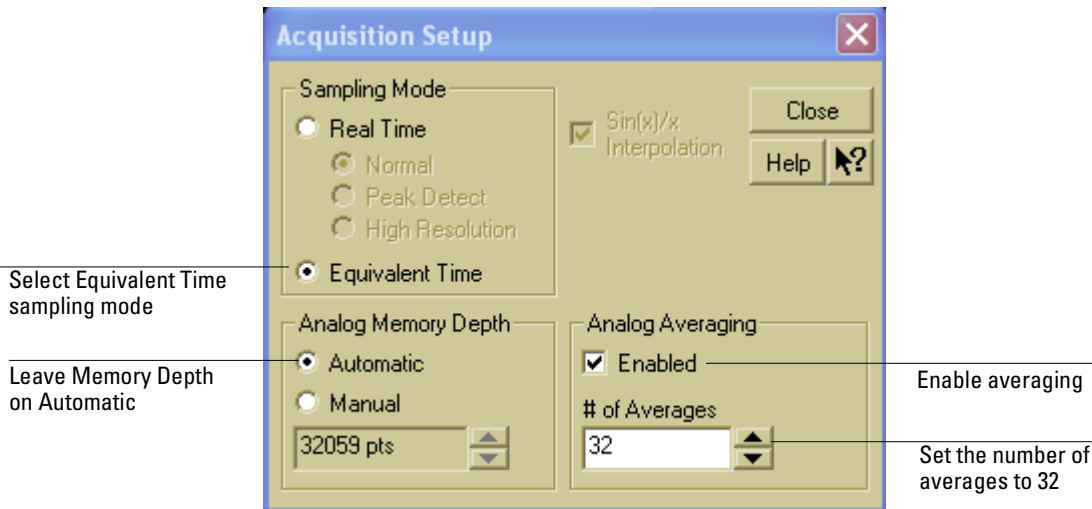 Acquisition Setup
Sampling Mode
Real Time
Normal
Peak Detect
High Resolution
Equivalent Time
Sin(x)/x
Interpolation
Close
Help
?
Select Equivalent Time
sampling mode
Analog Memory Depth
Automatic
Manual
32059 pts
Leave Memory Depth
on Automatic
Analog Averaging
Enabled
# of Averages
32
Enable averaging
Set the number of
averages to 32